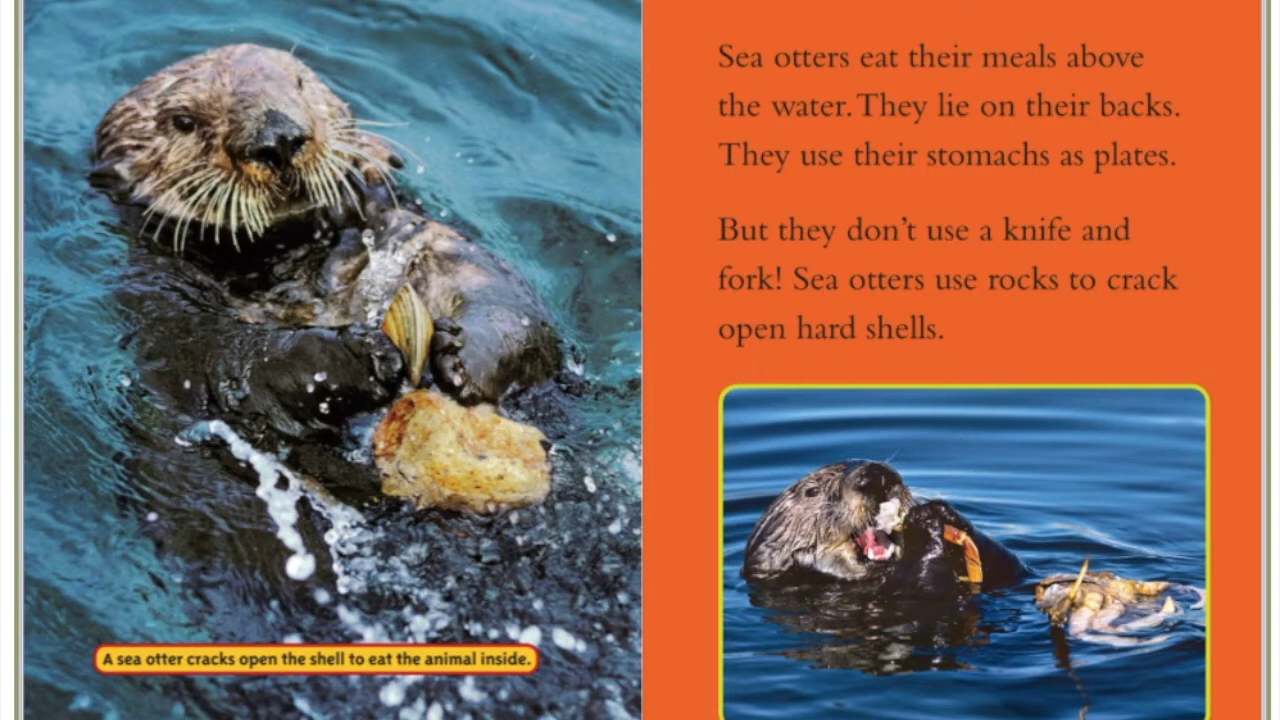 A sea otter cracks open the shell to eat the animal inside.
Sea otters eat their meals above
the water. They lie on their backs.
They use their stomachs as plates.
But they don’t use a knife and
fork! Sea otters use rocks to crack
open hard shells.